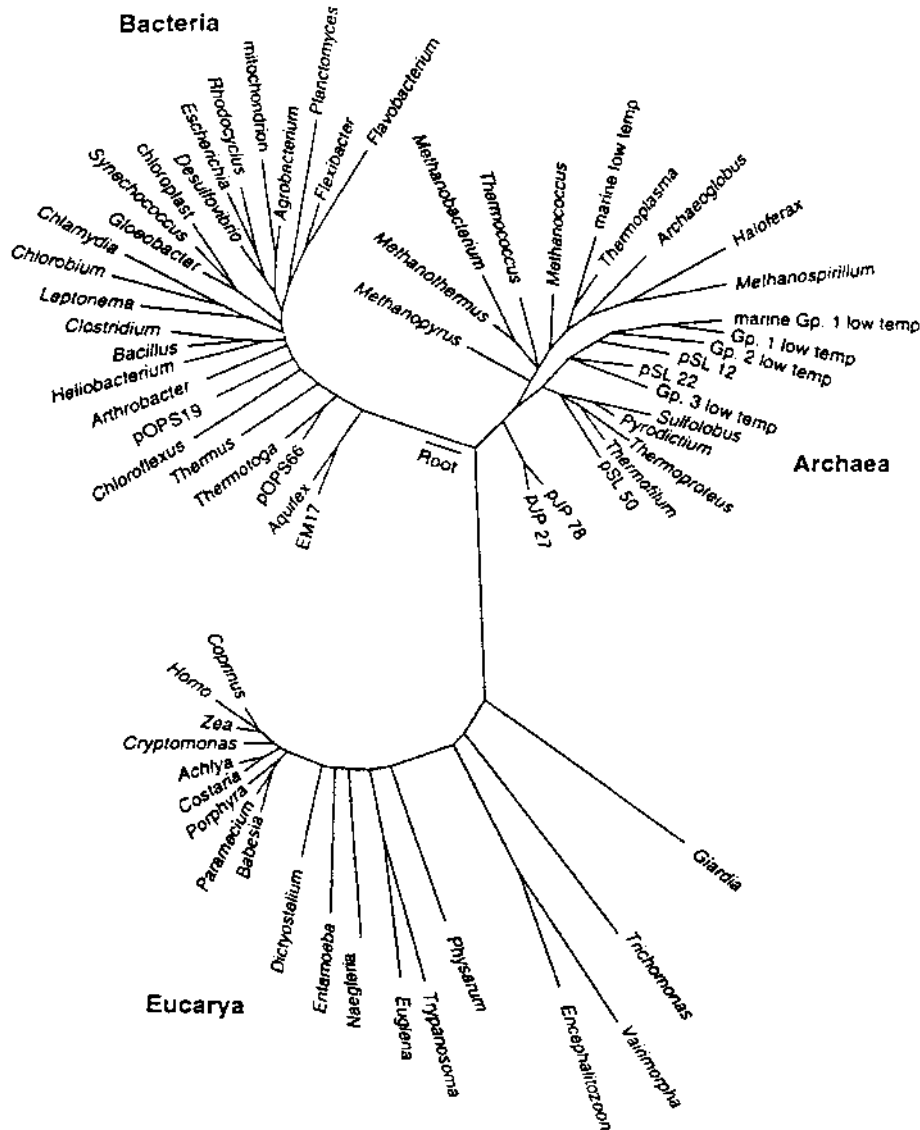 Bacteria
Flavobacterium
Flexibacter
Planctomyces
Agrobacterium
mitochondrion
Rhodocyclus
Escherichia
Desulfovibrio
chloroplast
Synechococcus
Gloeobacter
Chlamydia
Chlorobium
Leptonema
Clostridium
Bacillus
Heliobacterium
Arthrobacter
pOPS19
Chloroflexus
Thermus
Thermotoga
pOPS66
Aquifex
EM17
Root
Methanopyrus
Methanothermus
Methanobacterium
Thermococcus
Methanococcus
marine low temp
Thermoplasma
Archaeoglobus
Haloferax
Methanospirillum
marine Gp. 1 low temp
Gp. 1 low temp
Gp. 2 low temp
pSL 12
pSL 22
Gp. 3 low temp
Sulfolobus
Pyrodictium
Thermoproteus
Thermofilum
pSL 50
pJP 78
pJP 27
Archaea
Coprinus
Homo
Zea
Cryptomonas
Achlya
Costaria
Porphyra
Paramecium
Babesia
Dictyostelium
Entamoeba
Naegleria
Euglena
Trypanosoma
Physarum
Encephalitozoon
Vairimorpha
Trichomonas
Giardia
Eucarya